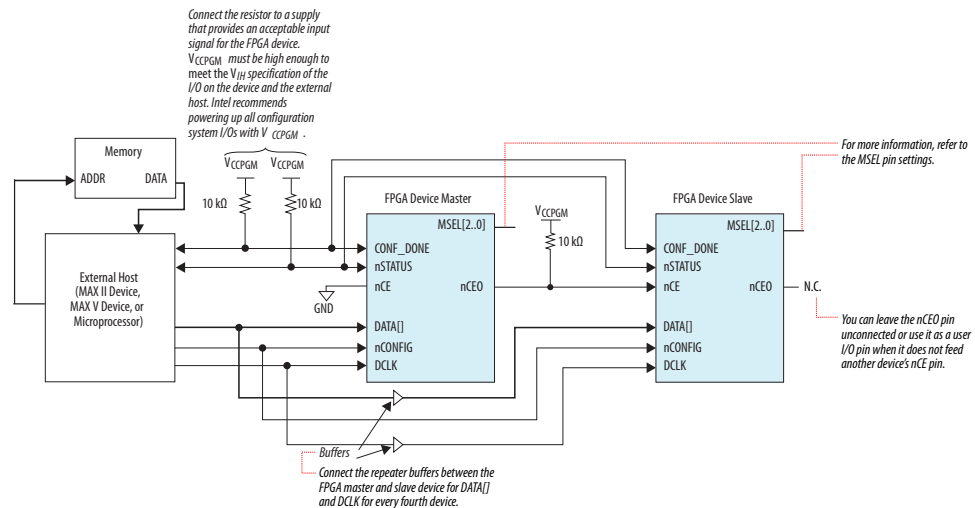 Connect the resistor to a supply
that provides an acceptable input
signal for the FPGA device.
VCCPGM must be high enough to
meet the VIH specification of the
I/O on the device and the external
host. Intel recommends
powering up all configuration
system I/Os with V CCPGM .
Memory
ADDR DATA
VCCPGM VCCPGM
10 kΩ 10 kΩ
For more information, refer to
the MSEL pin settings.
External Host
(MAX II Device,
MAX V Device, or
Microprocessor)
FPGA Device Master
MSEL[2..0]
CONF_DONE
nSTATUS
nCE nCEO
DATA[]
nCONFIG
DCLK
GND
VCCPGM
10 kΩ
FPGA Device Slave
MSEL[2..0]
CONF_DONE
nSTATUS
nCE nCEO
DATA[]
nCONFIG
DCLK
N.C.
You can leave the nCEO pin
unconnected or use it as a user
I/O pin when it does not feed
another device's nCE pin.
Buffers
Connect the repeater buffers between the
FPGA master and slave device for DATA[]
and DCLK for every fourth device.